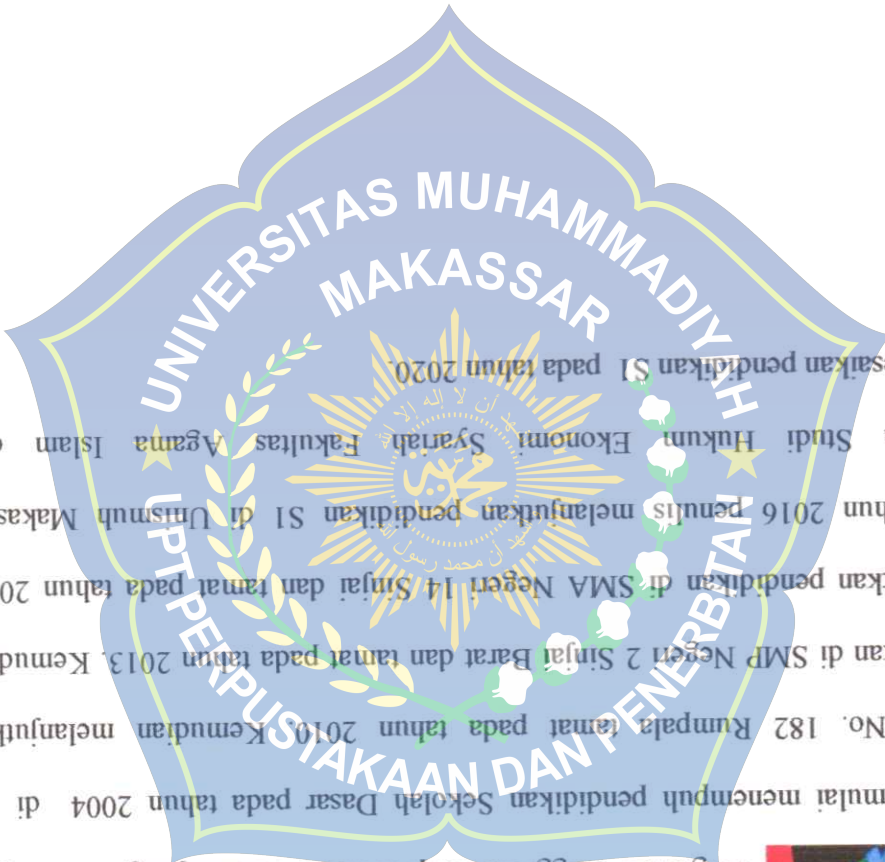 UNIVERSITAS MUHAMMADIYAH
MAKASSAR
UPT PERPUSTAKAAN DAN PENERBITAN
mulai menempuh pendidikan Sekolah Dasar pada tahun 2004 di
No. 182 Rumpala tamat pada tahun 2010. Kemudian melanjut
an di SMP Negeri 2 Sinjai Barat dan tamat pada tahun 2013. Kemud
tkan pendidikan di SMA Negeri 14 Sinjai dan tamat pada tahun 20
hun 2016 penulis melanjutkan pendidikan S1 di Unismuh Makas
Studi Hukum Ekonomi Syariah Fakultas Agama Islam
saikan pendidikan S1 pada tahun 2020.